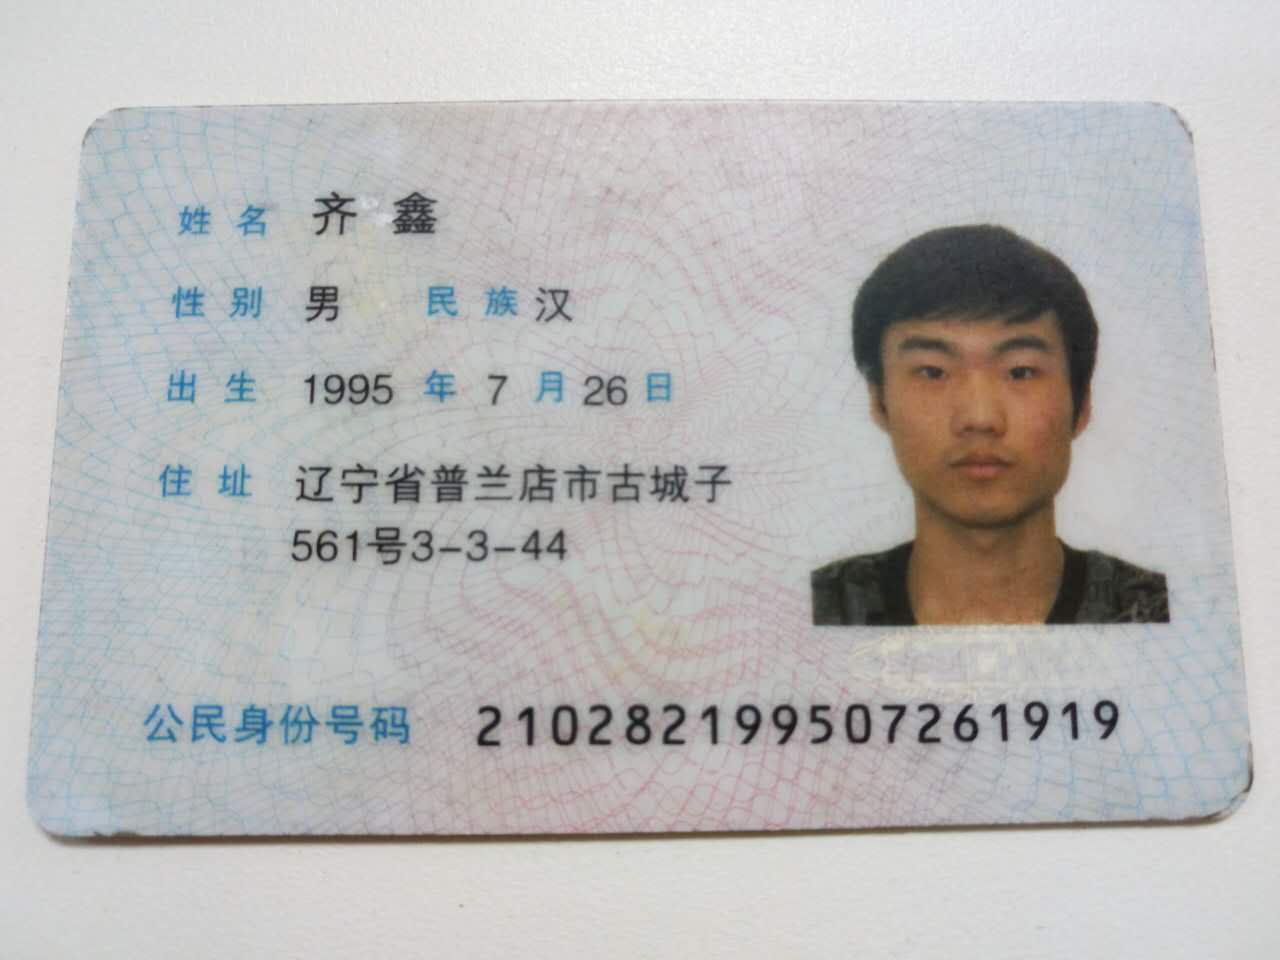 姓名 齐鑫
性别 男 民族 汉
出生 1995 年 7 月 26 日
住址 辽宁省普兰店市古城子
561号3-3-44
公民身份号码 210282199507261919